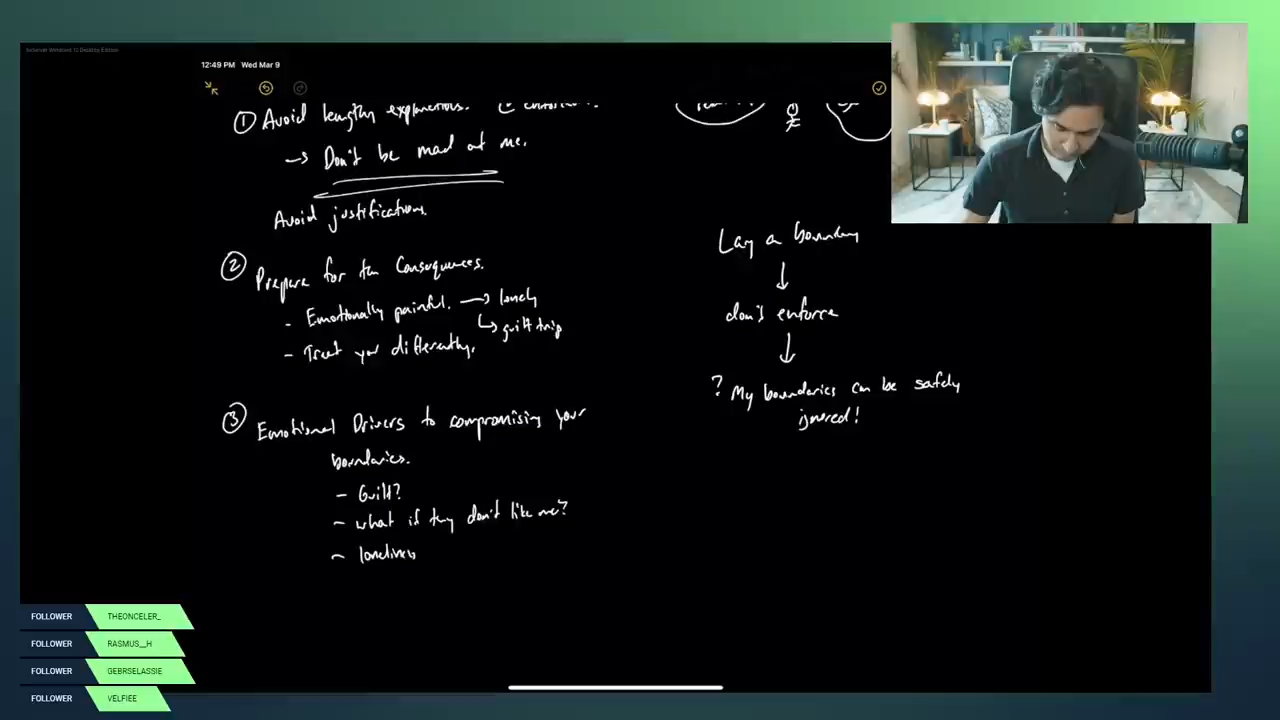 12:49 PM Wed Mar 9
① Avoid lengthy explanations.
→ Don't be mad at me.
Avoid justifications.
② Prepare for the Consequences.
- Emotionally painful. → lonely
↳ guilt trip
- Treat you differently.
③ Emotional Drivers to compromising your
boundaries.
- Guilt?
- what if they don't like me?
- loneliness
Lay a boundary
↓
don't enforce
↓
? My boundaries can be safely
ignored!
FOLLOWER THEONCELER_
FOLLOWER RASMUS__H
FOLLOWER GEBRSELASSIE
FOLLOWER VELFIEE